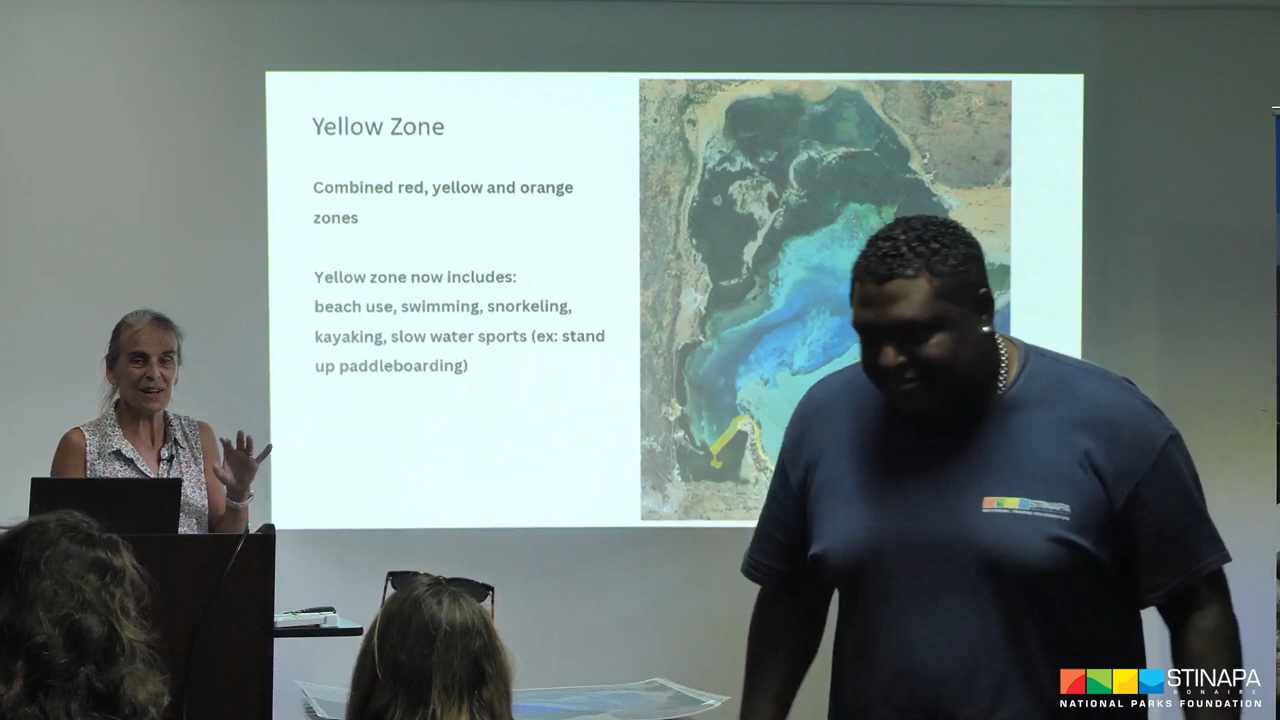 Yellow Zone
Combined red, yellow and orange
zones
Yellow zone now includes:
beach use, swimming, snorkeling,
kayaking, slow water sports (ex: stand
up paddleboarding)
STINAPA
BONAIRE
NATIONAL PARKS FOUNDATION